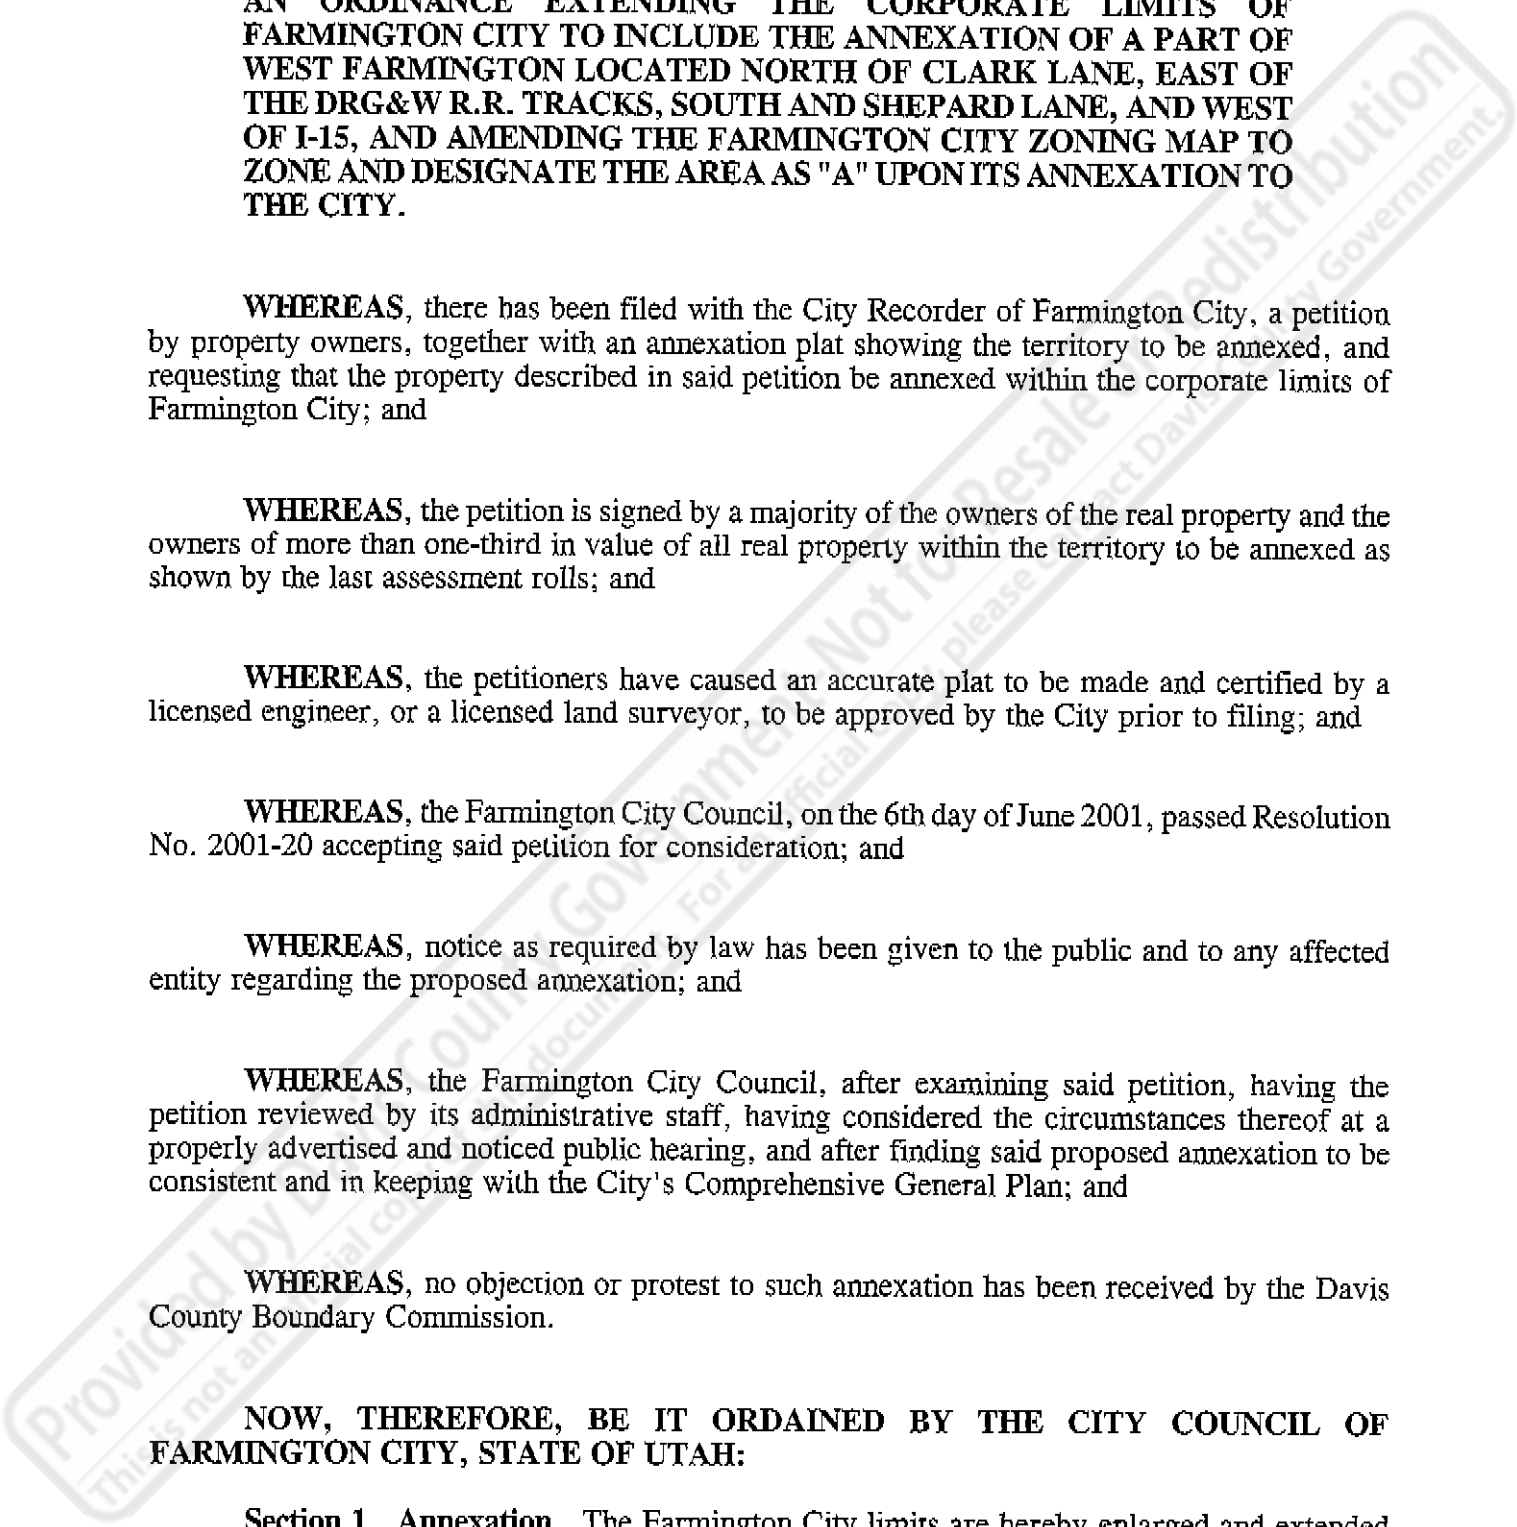 AN ORDINANCE EXTENDING THE CORPORATE LIMITS OF
FARMINGTON CITY TO INCLUDE THE ANNEXATION OF A PART OF
WEST FARMINGTON LOCATED NORTH OF CLARK LANE, EAST OF
THE DRG&W R.R. TRACKS, SOUTH AND SHEPARD LANE, AND WEST
OF I-15, AND AMENDING THE FARMINGTON CITY ZONING MAP TO
ZONE AND DESIGNATE THE AREA AS "A" UPON ITS ANNEXATION TO
THE CITY.
WHEREAS, there has been filed with the City Recorder of Farmington City, a petition
by property owners, together with an annexation plat showing the territory to be annexed, and
requesting that the property described in said petition be annexed within the corporate limits of
Farmington City; and
WHEREAS, the petition is signed by a majority of the owners of the real property and the
owners of more than one-third in value of all real property within the territory to be annexed as
shown by the last assessment rolls; and
WHEREAS, the petitioners have caused an accurate plat to be made and certified by a
licensed engineer, or a licensed land surveyor, to be approved by the City prior to filing; and
WHEREAS, the Farmington City Council, on the 6th day of June 2001, passed Resolution
No. 2001-20 accepting said petition for consideration; and
WHEREAS, notice as required by law has been given to the public and to any affected
entity regarding the proposed annexation; and
WHEREAS, the Farmington City Council, after examining said petition, having the
petition reviewed by its administrative staff, having considered the circumstances thereof at a
properly advertised and noticed public hearing, and after finding said proposed annexation to be
consistent and in keeping with the City's Comprehensive General Plan; and
WHEREAS, no objection or protest to such annexation has been received by the Davis
County Boundary Commission.
NOW, THEREFORE, BE IT ORDAINED BY THE CITY COUNCIL OF
FARMINGTON CITY, STATE OF UTAH:
Section 1. Annexation. The Farmington City limits are hereby enlarged and extended
Provided by Davis County Government-Not for Resale or Redistribution
This is not an official copy of this document. For an official copy, please contact Davis County Government.